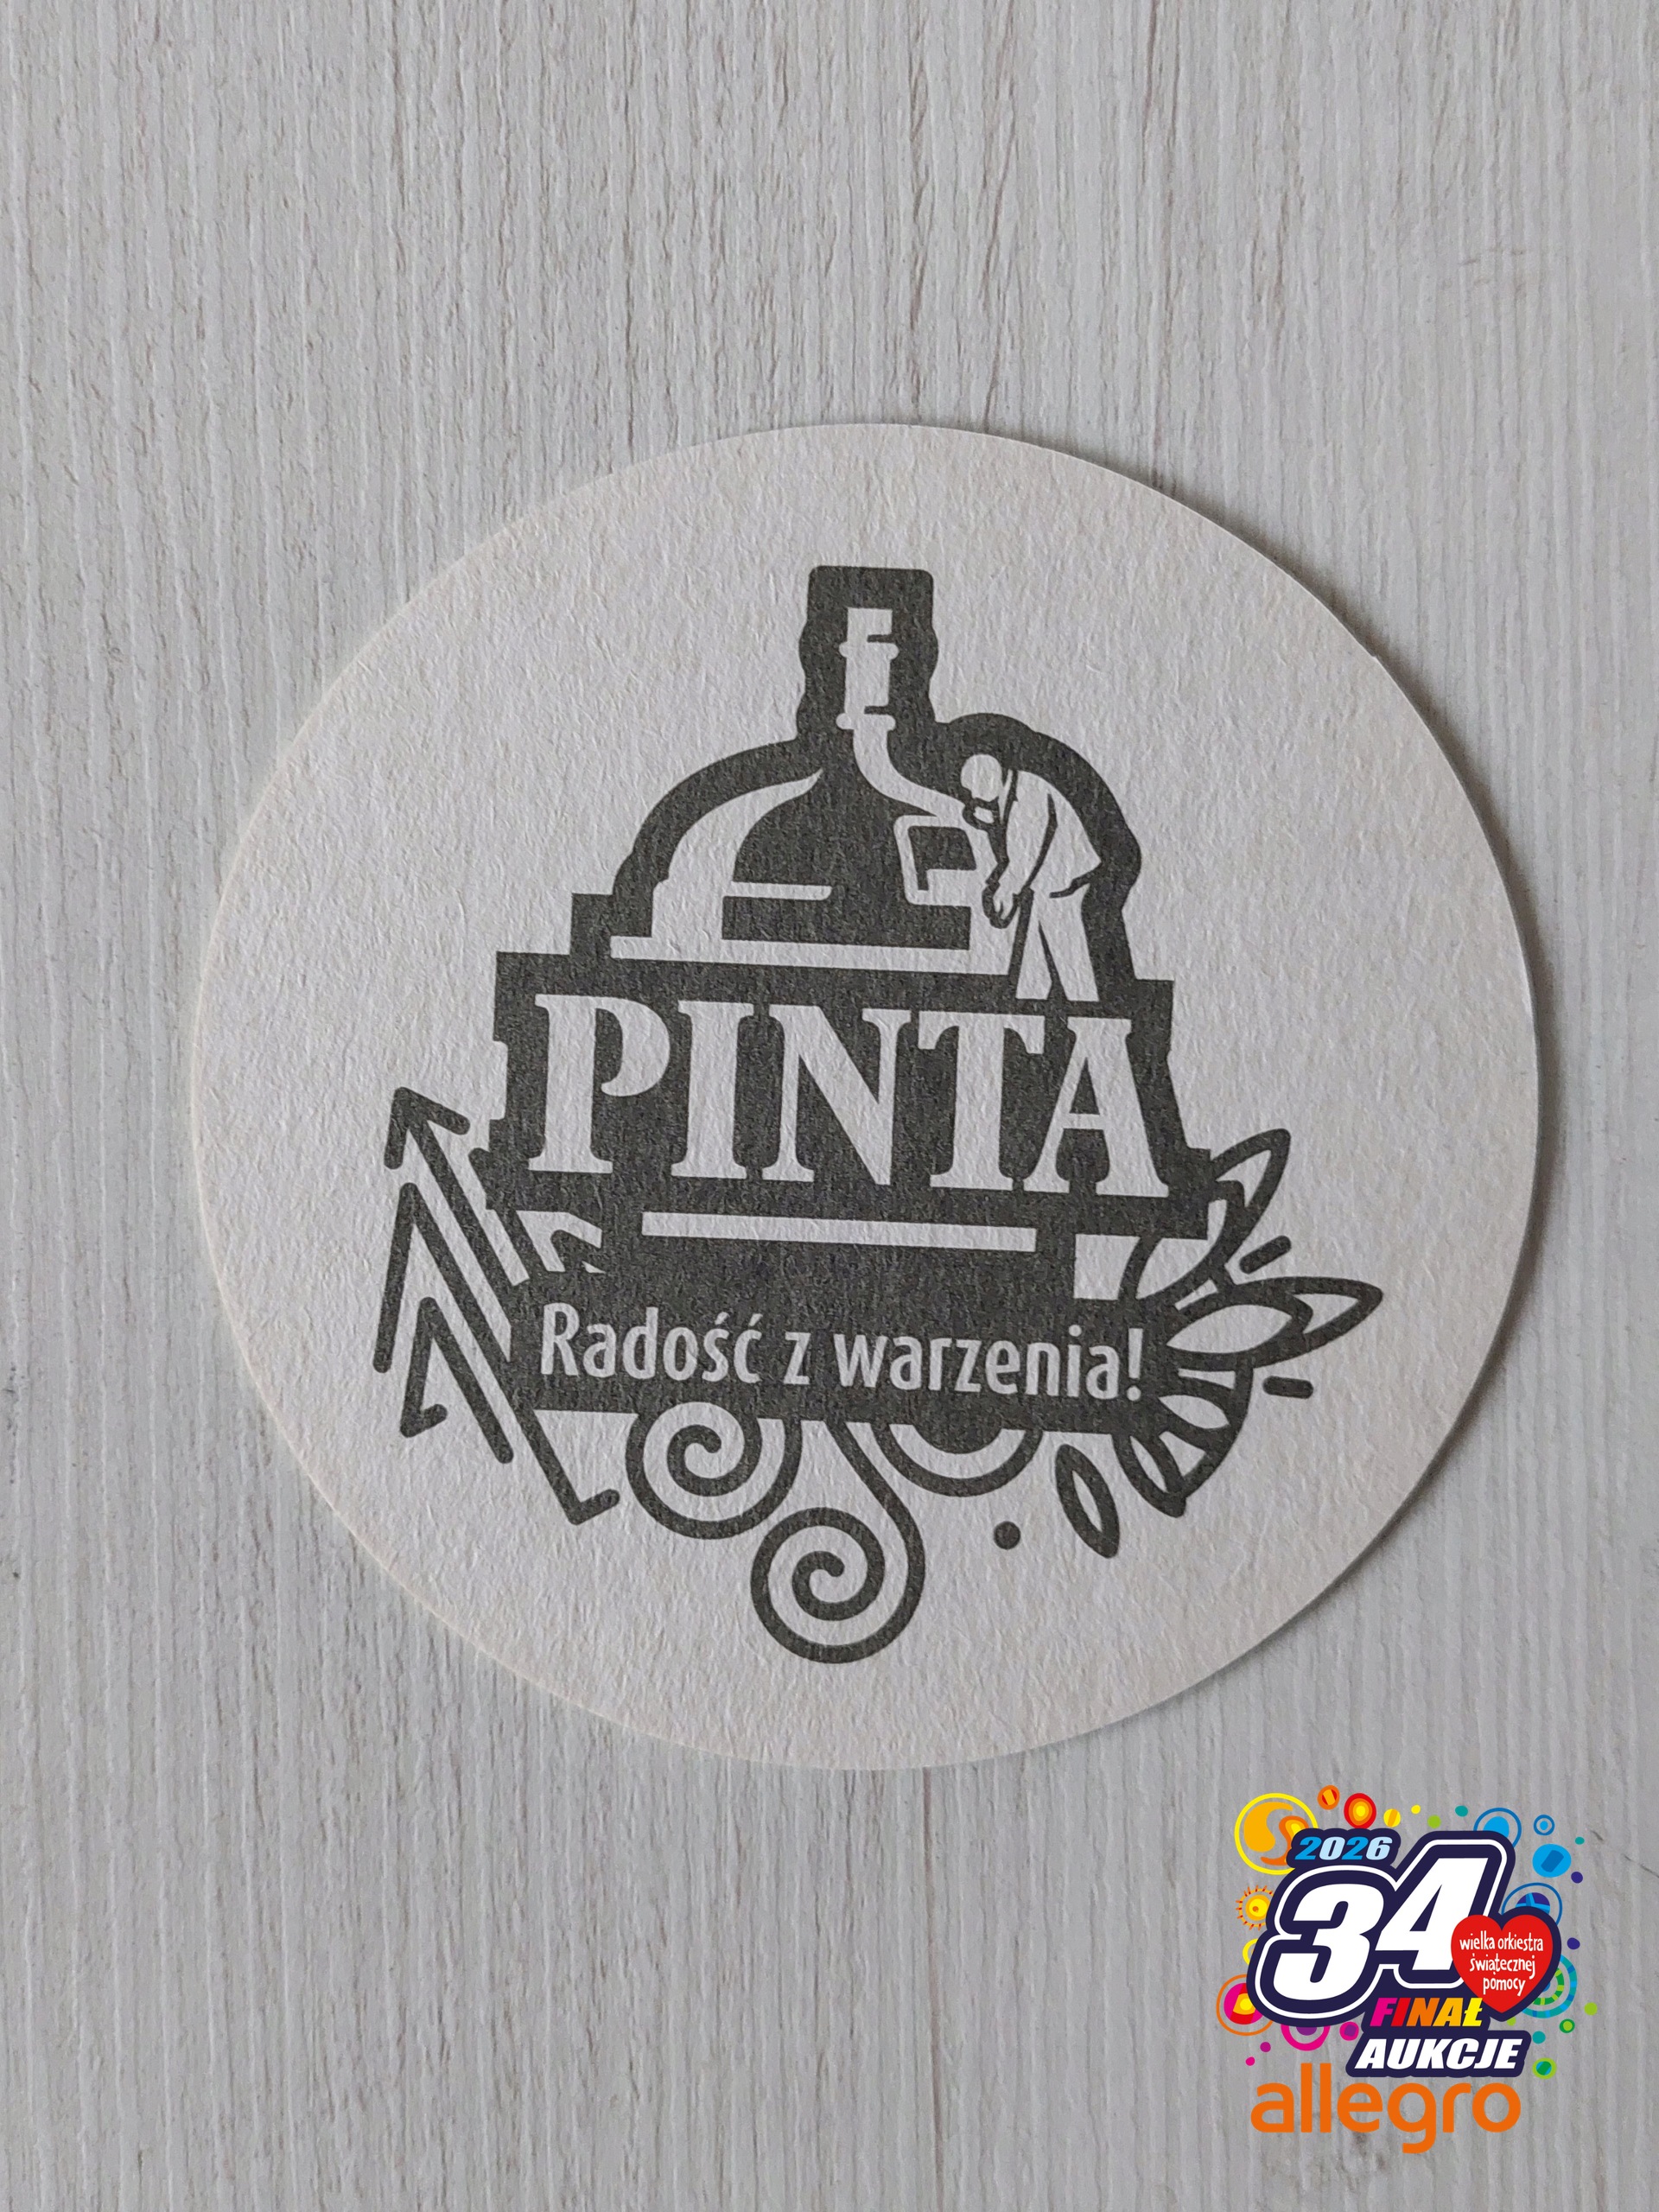 PINTA
Radość z warzenia!
2026
34
wielka orkiestra
świątecznej
pomocy
FINAŁ
AUKCJE
allegro